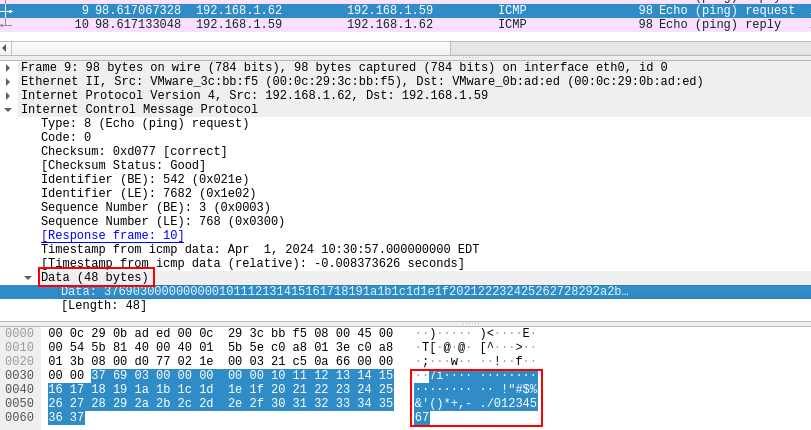 9 98.617067328 192.168.1.62 192.168.1.59 ICMP 98 Echo (ping) request
10 98.617133048 192.168.1.59 192.168.1.62 ICMP 98 Echo (ping) reply
Frame 9: 98 bytes on wire (784 bits), 98 bytes captured (784 bits) on interface eth0, id 0
Ethernet II, Src: VMware_3c:bb:f5 (00:0c:29:3c:bb:f5), Dst: VMware_0b:ad:ed (00:0c:29:0b:ad:ed)
Internet Protocol Version 4, Src: 192.168.1.62, Dst: 192.168.1.59
Internet Control Message Protocol
Type: 8 (Echo (ping) request)
Code: 0
Checksum: 0xd077 [correct]
[Checksum Status: Good]
Identifier (BE): 542 (0x021e)
Identifier (LE): 7682 (0x1e02)
Sequence Number (BE): 3 (0x0003)
Sequence Number (LE): 768 (0x0300)
[Response frame: 10]
Timestamp from icmp data: Apr  1, 2024 10:30:57.000000000 EDT
[Timestamp from icmp data (relative): -0.008373626 seconds]
Data (48 bytes)
Data: 376903000000000010111213141516171819 1a1b1c1d1e1f202122232425262728292a2b…
[Length: 48]
0000 00 0c 29 0b ad ed 00 0c 29 3c bb f5 08 00 45 00 ··)····· )<····E·
0010 00 54 5b 81 40 00 40 01 5b 5e c0 a8 01 3e c0 a8 ·T[·@·@· [^···>··
0020 01 3b 08 00 d0 77 02 1e 00 03 21 c5 0a 66 00 00 ·;···w·· ··!··f··
0030 00 00 37 69 03 00 00 00 00 00 10 11 12 13 14 15 ··7i···· ········
0040 16 17 18 19 1a 1b 1c 1d 1e 1f 20 21 22 23 24 25 ········ ·· !"#$%
0050 26 27 28 29 2a 2b 2c 2d 2e 2f 30 31 32 33 34 35 &'()*+,- ./012345
0060 36 37 67